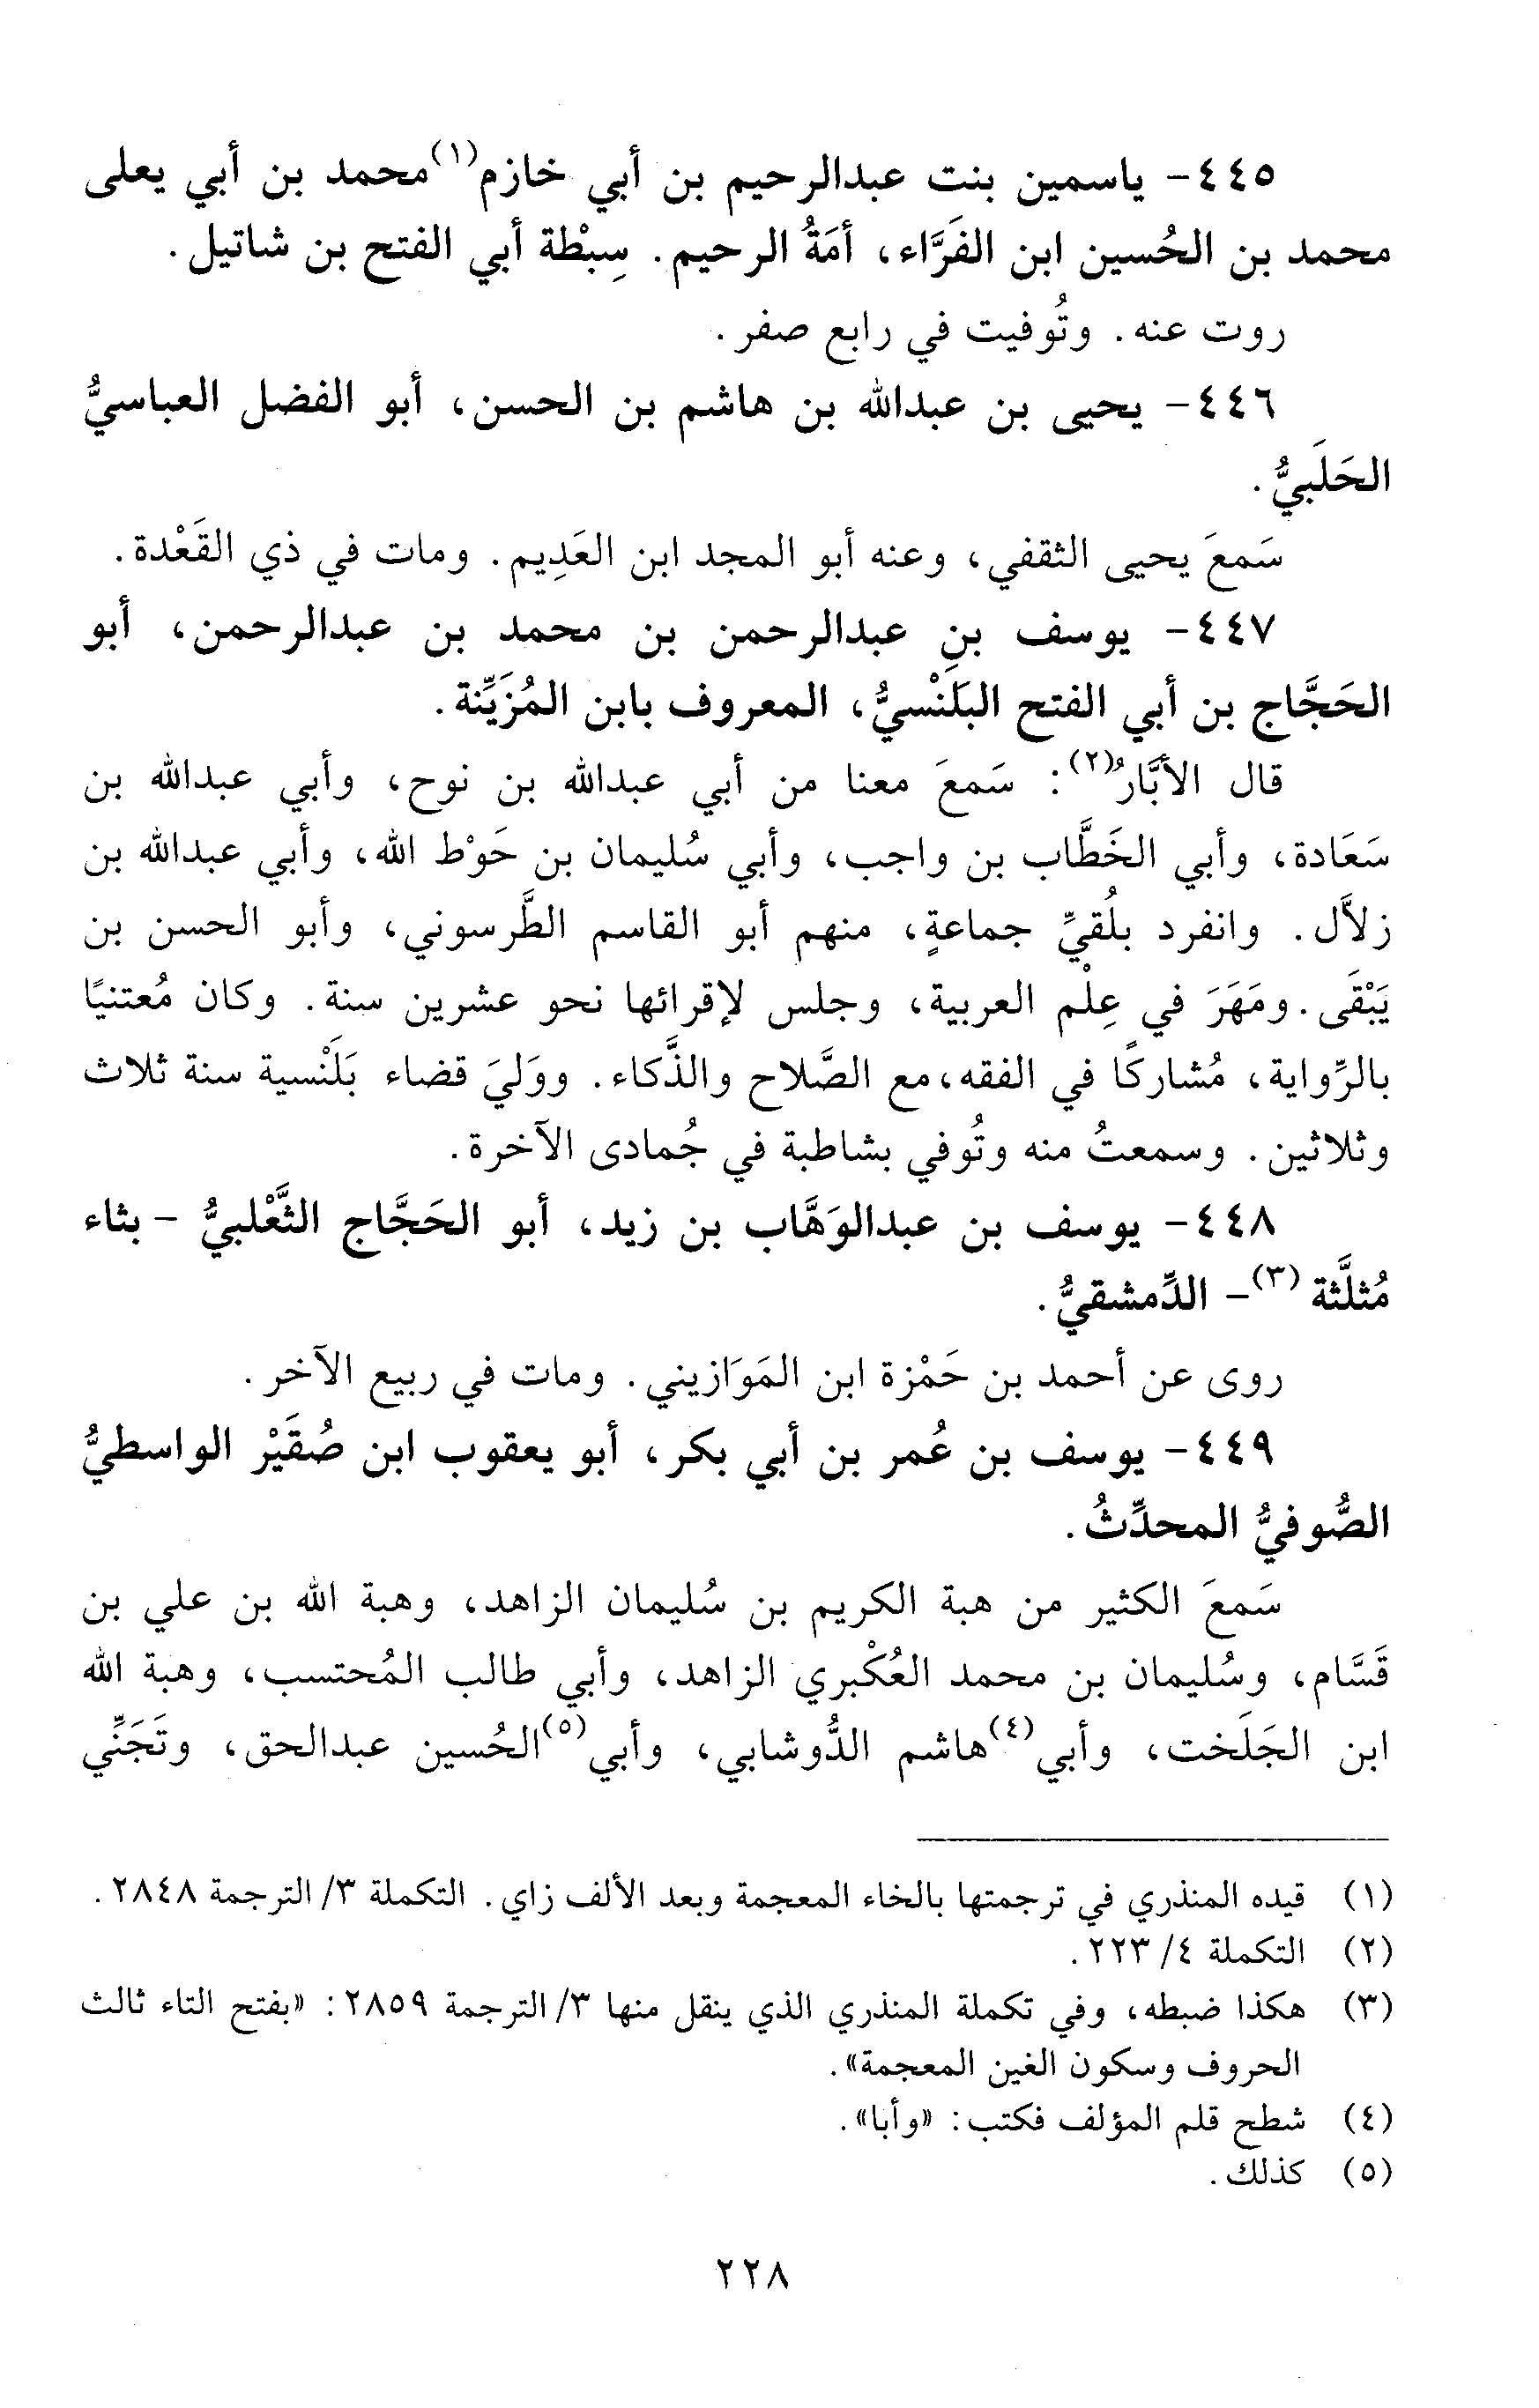 ٤٤٥- ياسمين بنت عبدالرحيم بن أبي خازم(١) محمد بن أبي يعلى
محمد بن الحُسين ابن الفَرَّاء، أمَةُ الرحيم. سِبْطة أبي الفتح بن شاتيل.
روت عنه. وتُوفيت في رابع صفر.
٤٤٦- يحيى بن عبدالله بن هاشم بن الحسن، أبو الفضل العباسيُّ
الحَلَبيُّ.
سَمعَ يحيى الثقفي، وعنه أبو المجد ابن العَدِيم. ومات في ذي القَعْدة.
٤٤٧- يوسف بنِ عبدالرحمن بن محمد بن عبدالرحمن، أبو
الحَجَّاج بن أبي الفتح البَلَنْسيُّ، المعروف بابن المُزَيِّنة.
قال الأبَّارُ(٢): سَمعَ معنا من أبي عبدالله بن نوح، وأبي عبدالله بن
سَعَادة، وأبي الخَطَّاب بن واجب، وأبي سُليمان بن حَوْط الله، وأبي عبدالله بن
زلاَّل. وانفرد بلُقيِّ جماعةٍ، منهم أبو القاسم الطَّرسوني، وأبو الحسن بن
يَبْقَى. ومَهَرَ في عِلْم العربية، وجلس لإقرائها نحو عشرين سنة. وكان مُعتنيًا
بالرِّواية، مُشاركًا في الفقه، مع الصَّلاح والذَّكاء. ووَليَ قضاء بَلَنْسية سنة ثلاث
وثلاثين. وسمعتُ منه وتُوفي بشاطبة في جُمادى الآخرة.
٤٤٨- يوسف بن عبدالوَهَّاب بن زيد، أبو الحَجَّاج الثَّعْلبيُّ - بثاء
مُثلَّثة (٣)- الدِّمشقيُّ.
روى عن أحمد بن حَمْزة ابن المَوَازيني. ومات في ربيع الآخر.
٤٤٩- يوسف بن عُمر بن أبي بكر، أبو يعقوب ابن صُقَيْر الواسطيُّ
الصُّوفيُّ المحدِّثُ.
سَمعَ الكثير من هبة الكريم بن سُليمان الزاهد، وهبة الله بن علي بن
قَسَّام، وسُليمان بن محمد العُكْبري الزاهد، وأبي طالب المُحتسب، وهبة الله
ابن الجَلَخت، وأبي(٤) هاشم الدُّوشابي، وأبي(٥) الحُسين عبدالحق، وتَجَنِّي
(١) قيده المنذري في ترجمتها بالخاء المعجمة وبعد الألف زاي. التكملة ٣/ الترجمة ٢٨٤٨.
(٢) التكملة ٤/ ٢٢٣.
(٣) هكذا ضبطه، وفي تكملة المنذري الذي ينقل منها ٣/ الترجمة ٢٨٥٩: «بفتح التاء ثالث
الحروف وسكون الغين المعجمة».
(٤) شطح قلم المؤلف فكتب: «وأبا».
(٥) كذلك.
٢٢٨